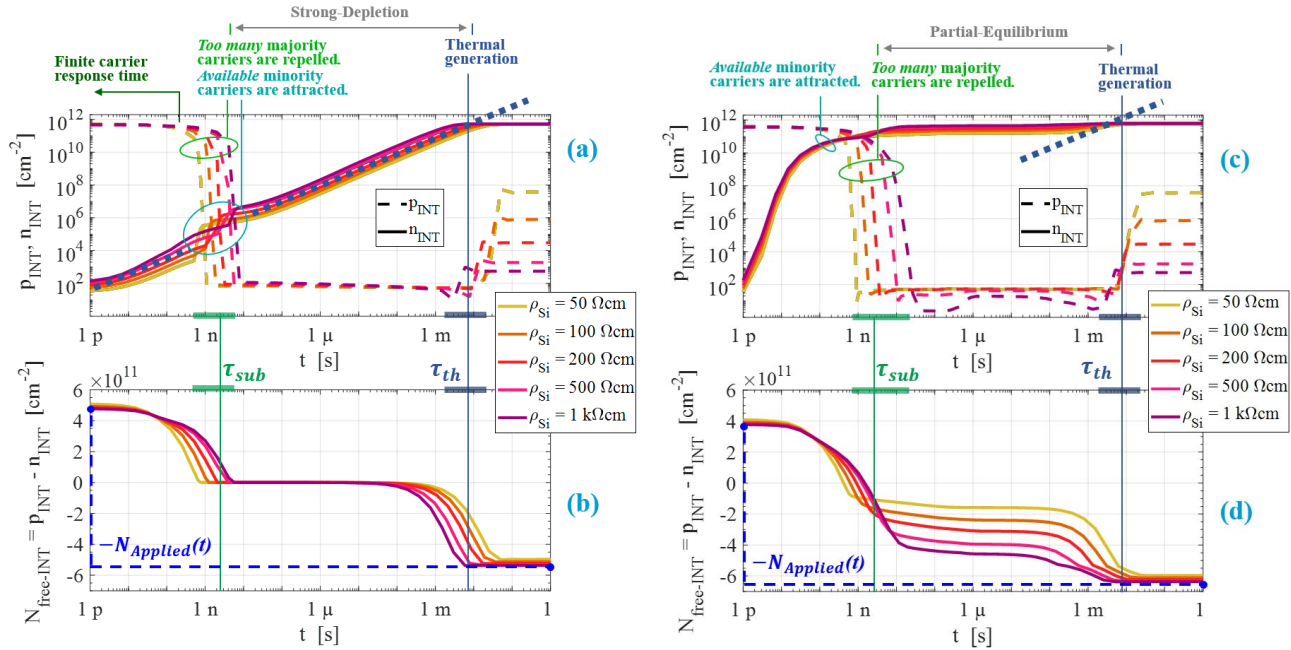 Strong-Depletion
Finite carrier
response time
Too many majority
carriers are repelled.
Available minority
carriers are attracted.
Thermal
generation
p_INT, n_INT [cm^-2]
10^12
10^10
10^8
10^6
10^4
10^2
(a)
p_INT
n_INT
1 p
1 n
1 μ
1 m
t [s]
ρ_Si = 50 Ωcm
ρ_Si = 100 Ωcm
ρ_Si = 200 Ωcm
ρ_Si = 500 Ωcm
ρ_Si = 1 kΩcm
τ_sub
τ_th
×10^11
N_free-INT = p_INT - n_INT [cm^-2]
6
4
2
0
-2
-4
-6
(b)
−N_Applied(t)
1 p
1 n
1 μ
1 m
1
t [s]
Partial-Equilibrium
Available minority
carriers are attracted.
Too many majority
carriers are repelled.
Thermal
generation
p_INT, n_INT [cm^-2]
10^12
10^10
10^8
10^6
10^4
10^2
(c)
p_INT
n_INT
1 p
1 n
1 μ
1 m
t [s]
ρ_Si = 50 Ωcm
ρ_Si = 100 Ωcm
ρ_Si = 200 Ωcm
ρ_Si = 500 Ωcm
ρ_Si = 1 kΩcm
τ_sub
τ_th
×10^11
N_free-INT = p_INT - n_INT [cm^-2]
6
4
2
0
-2
-4
-6
(d)
−N_Applied(t)
1 p
1 n
1 μ
1 m
1
t [s]